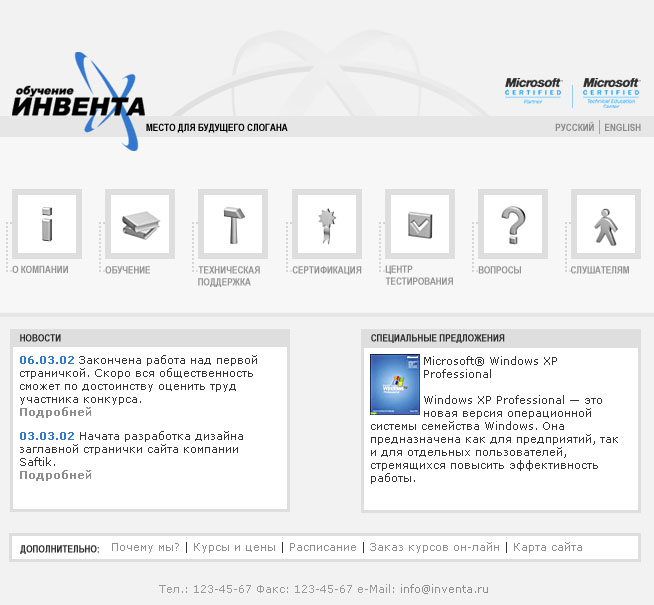 обучение
ИНВЕНТА
МЕСТО ДЛЯ БУДУЩЕГО СЛОГАНА
Microsoft Microsoft
CERTIFIED CERTIFIED
Partner Technical Education
РУССКИЙ | ENGLISH
О КОМПАНИИ ОБУЧЕНИЕ ТЕХНИЧЕСКАЯ СЕРТИФИКАЦИЯ ЦЕНТР ВОПРОСЫ СЛУШАТЕЛЯМ
ПОДДЕРЖКА ТЕСТИРОВАНИЯ
НОВОСТИ
06.03.02 Закончена работа над первой
страничкой. Скоро вся общественность
сможет по достоинству оценить труд
участника конкурса.
Подробней
03.03.02 Начата разработка дизайна
заглавной странички сайта компании
Saftik.
Подробней
СПЕЦИАЛЬНЫЕ ПРЕДЛОЖЕНИЯ
Microsoft® Windows XP
Professional
Windows XP Professional — это
новая версия операционной
системы семейства Windows. Она
предназначена как для предприятий, так
и для отдельных пользователей,
стремящихся повысить эффективность
работы.
ДОПОЛНИТЕЛЬНО: Почему мы? | Курсы и цены | Расписание | Заказ курсов он-лайн | Карта сайта
Тел.: 123-45-67 Факс: 123-45-67 e-Mail: info@inventa.ru